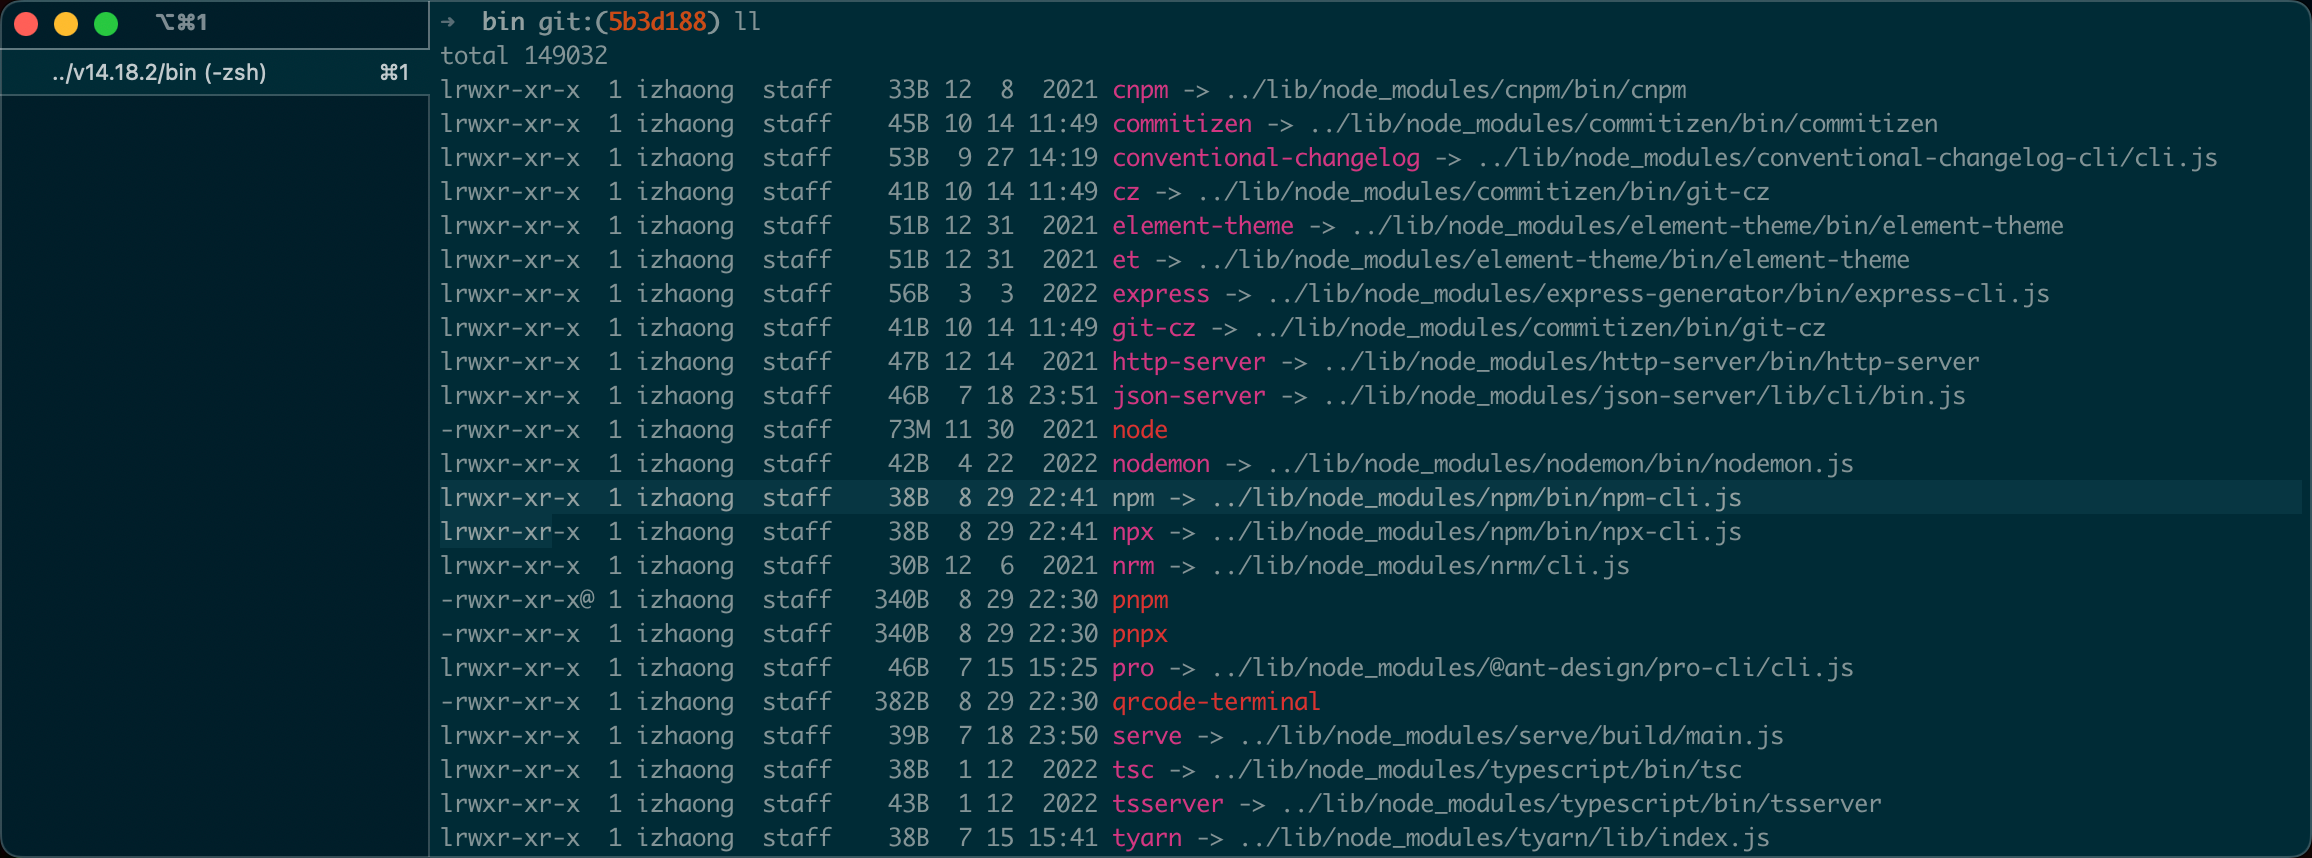 ⌥⌘1
../v14.18.2/bin (-zsh) ⌘1
➜  bin git:(5b3d188) ll
total 149032
lrwxr-xr-x  1 izhaong  staff    33B 12  8  2021 cnpm -> ../lib/node_modules/cnpm/bin/cnpm
lrwxr-xr-x  1 izhaong  staff    45B 10 14 11:49 commitizen -> ../lib/node_modules/commitizen/bin/commitizen
lrwxr-xr-x  1 izhaong  staff    53B  9 27 14:19 conventional-changelog -> ../lib/node_modules/conventional-changelog-cli/cli.js
lrwxr-xr-x  1 izhaong  staff    41B 10 14 11:49 cz -> ../lib/node_modules/commitizen/bin/git-cz
lrwxr-xr-x  1 izhaong  staff    51B 12 31  2021 element-theme -> ../lib/node_modules/element-theme/bin/element-theme
lrwxr-xr-x  1 izhaong  staff    51B 12 31  2021 et -> ../lib/node_modules/element-theme/bin/element-theme
lrwxr-xr-x  1 izhaong  staff    56B  3  3  2022 express -> ../lib/node_modules/express-generator/bin/express-cli.js
lrwxr-xr-x  1 izhaong  staff    41B 10 14 11:49 git-cz -> ../lib/node_modules/commitizen/bin/git-cz
lrwxr-xr-x  1 izhaong  staff    47B 12 14  2021 http-server -> ../lib/node_modules/http-server/bin/http-server
lrwxr-xr-x  1 izhaong  staff    46B  7 18 23:51 json-server -> ../lib/node_modules/json-server/lib/cli/bin.js
-rwxr-xr-x  1 izhaong  staff    73M 11 30  2021 node
lrwxr-xr-x  1 izhaong  staff    42B  4 22  2022 nodemon -> ../lib/node_modules/nodemon/bin/nodemon.js
lrwxr-xr-x  1 izhaong  staff    38B  8 29 22:41 npm -> ../lib/node_modules/npm/bin/npm-cli.js
lrwxr-xr-x  1 izhaong  staff    38B  8 29 22:41 npx -> ../lib/node_modules/npm/bin/npx-cli.js
lrwxr-xr-x  1 izhaong  staff    30B 12  6  2021 nrm -> ../lib/node_modules/nrm/cli.js
-rwxr-xr-x@ 1 izhaong  staff   340B  8 29 22:30 pnpm
-rwxr-xr-x  1 izhaong  staff   340B  8 29 22:30 pnpx
lrwxr-xr-x  1 izhaong  staff    46B  7 15 15:25 pro -> ../lib/node_modules/@ant-design/pro-cli/cli.js
-rwxr-xr-x  1 izhaong  staff   382B  8 29 22:30 qrcode-terminal
lrwxr-xr-x  1 izhaong  staff    39B  7 18 23:50 serve -> ../lib/node_modules/serve/build/main.js
lrwxr-xr-x  1 izhaong  staff    38B  1 12  2022 tsc -> ../lib/node_modules/typescript/bin/tsc
lrwxr-xr-x  1 izhaong  staff    43B  1 12  2022 tsserver -> ../lib/node_modules/typescript/bin/tsserver
lrwxr-xr-x  1 izhaong  staff    38B  7 15 15:41 tyarn -> ../lib/node_modules/tyarn/lib/index.js